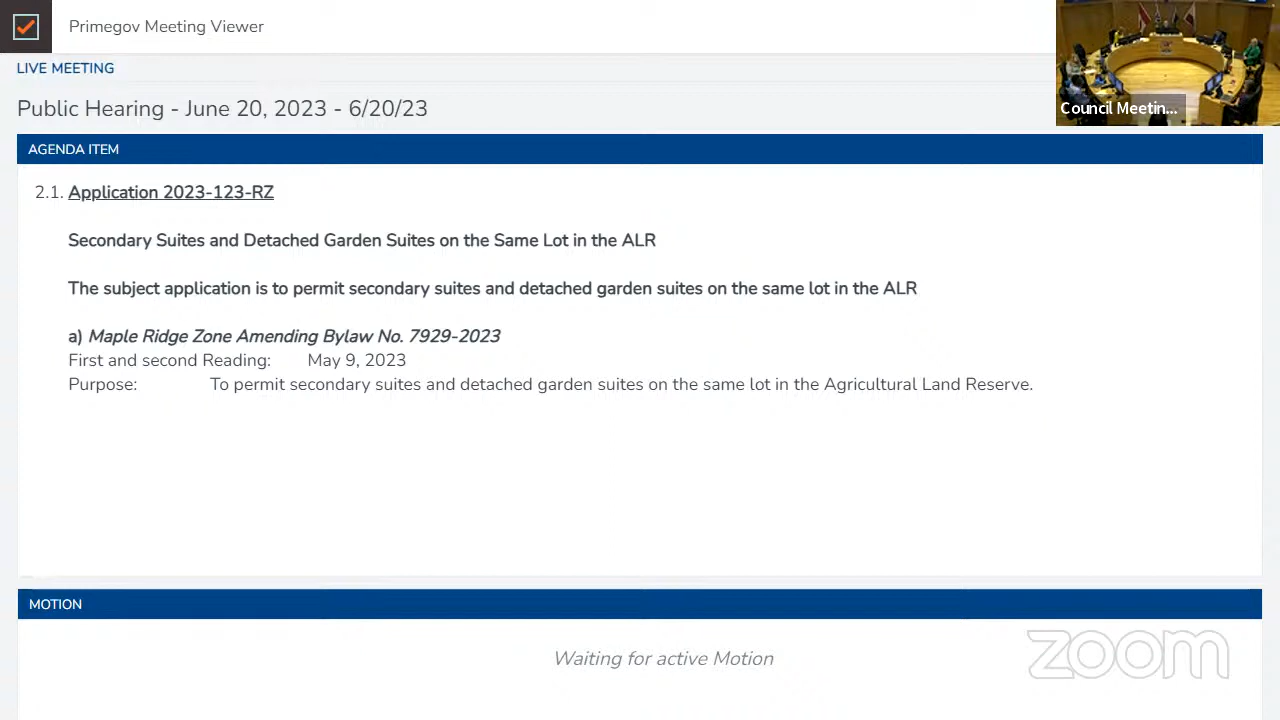 Primegov Meeting Viewer
LIVE MEETING
Public Hearing - June 20, 2023 - 6/20/23
Council Meetin...
AGENDA ITEM
2.1. Application 2023-123-RZ
Secondary Suites and Detached Garden Suites on the Same Lot in the ALR
The subject application is to permit secondary suites and detached garden suites on the same lot in the ALR
a) Maple Ridge Zone Amending Bylaw No. 7929-2023
First and second Reading: May 9, 2023
Purpose: To permit secondary suites and detached garden suites on the same lot in the Agricultural Land Reserve.
MOTION
Waiting for active Motion
zoom